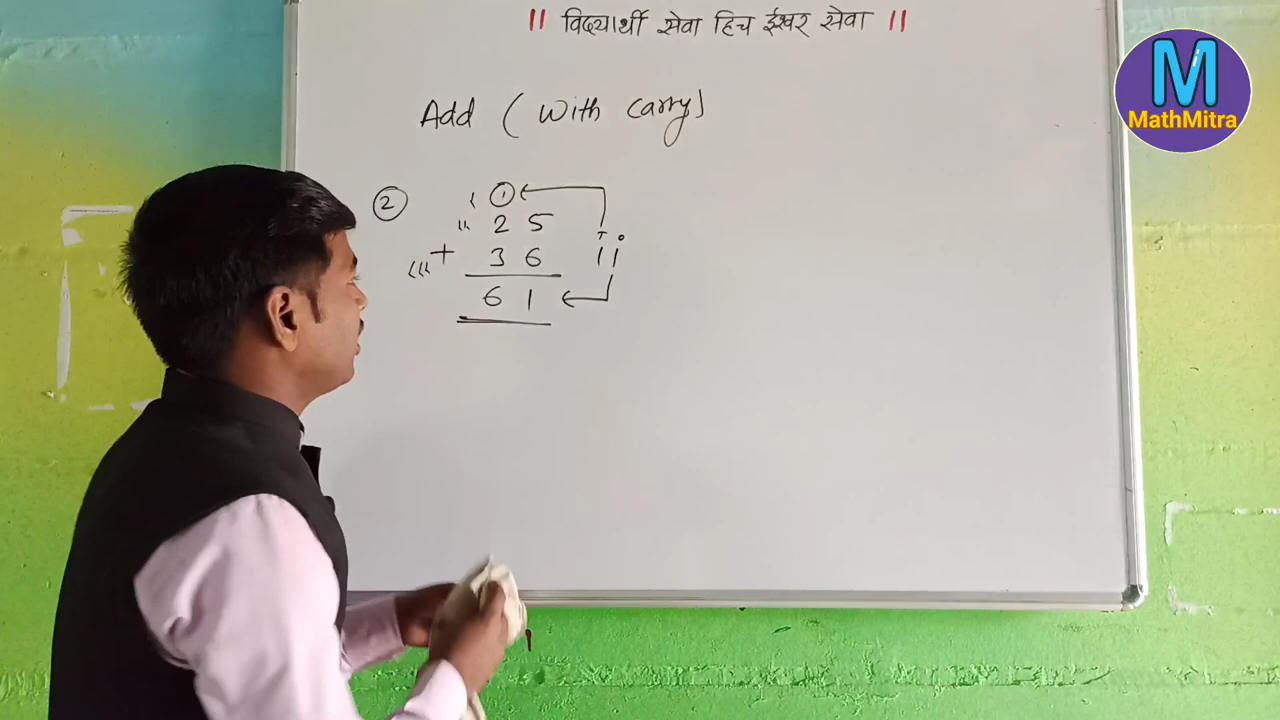 || विद्यार्थी सेवा हिच ईश्वर सेवा ||
M
MathMitra
Add ( With Carry)
② ①
2 5
T o
+ 3 6 11
6 1